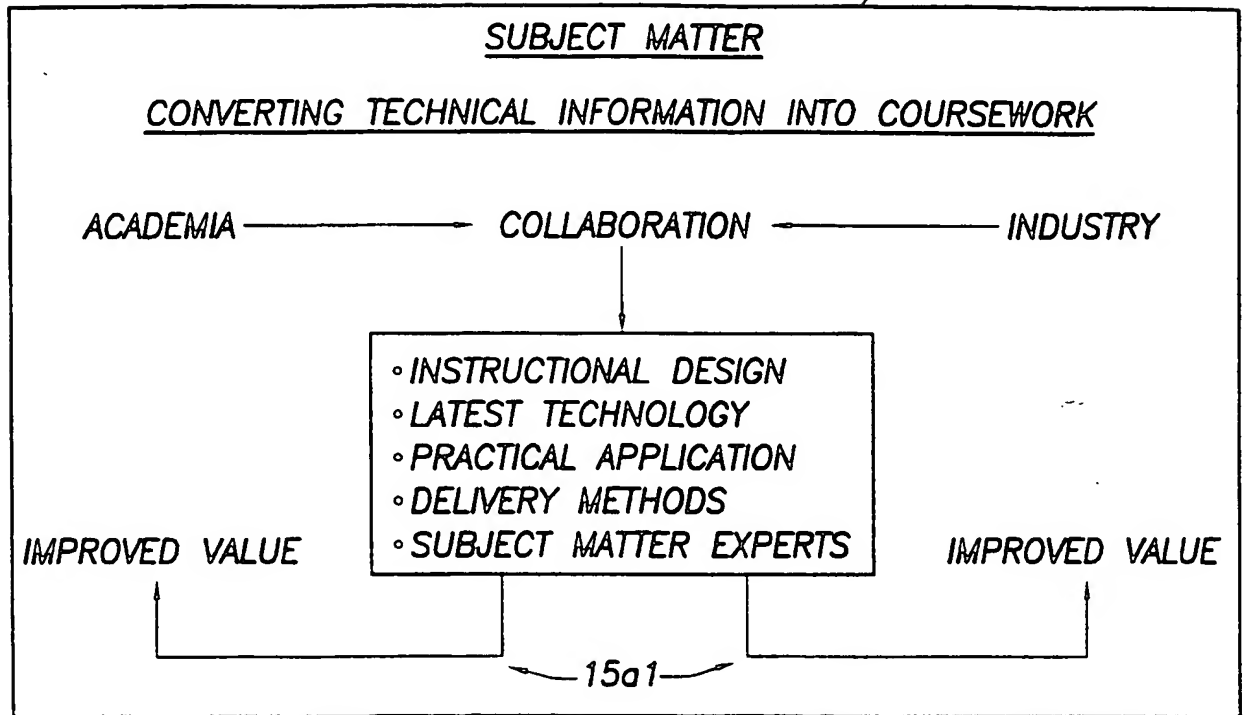 SUBJECT MATTER
CONVERTING TECHNICAL INFORMATION INTO COURSEWORK
ACADEMIA COLLABORATION INDUSTRY
◦ INSTRUCTIONAL DESIGN
◦ LATEST TECHNOLOGY
◦ PRACTICAL APPLICATION
◦ DELIVERY METHODS
◦ SUBJECT MATTER EXPERTS
IMPROVED VALUE IMPROVED VALUE
15a1